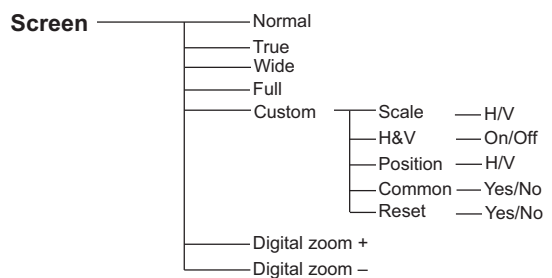 Screen Normal
True
Wide
Full
Custom Scale H/V
H&V On/Off
Position H/V
Common Yes/No
Reset Yes/No
Digital zoom +
Digital zoom –